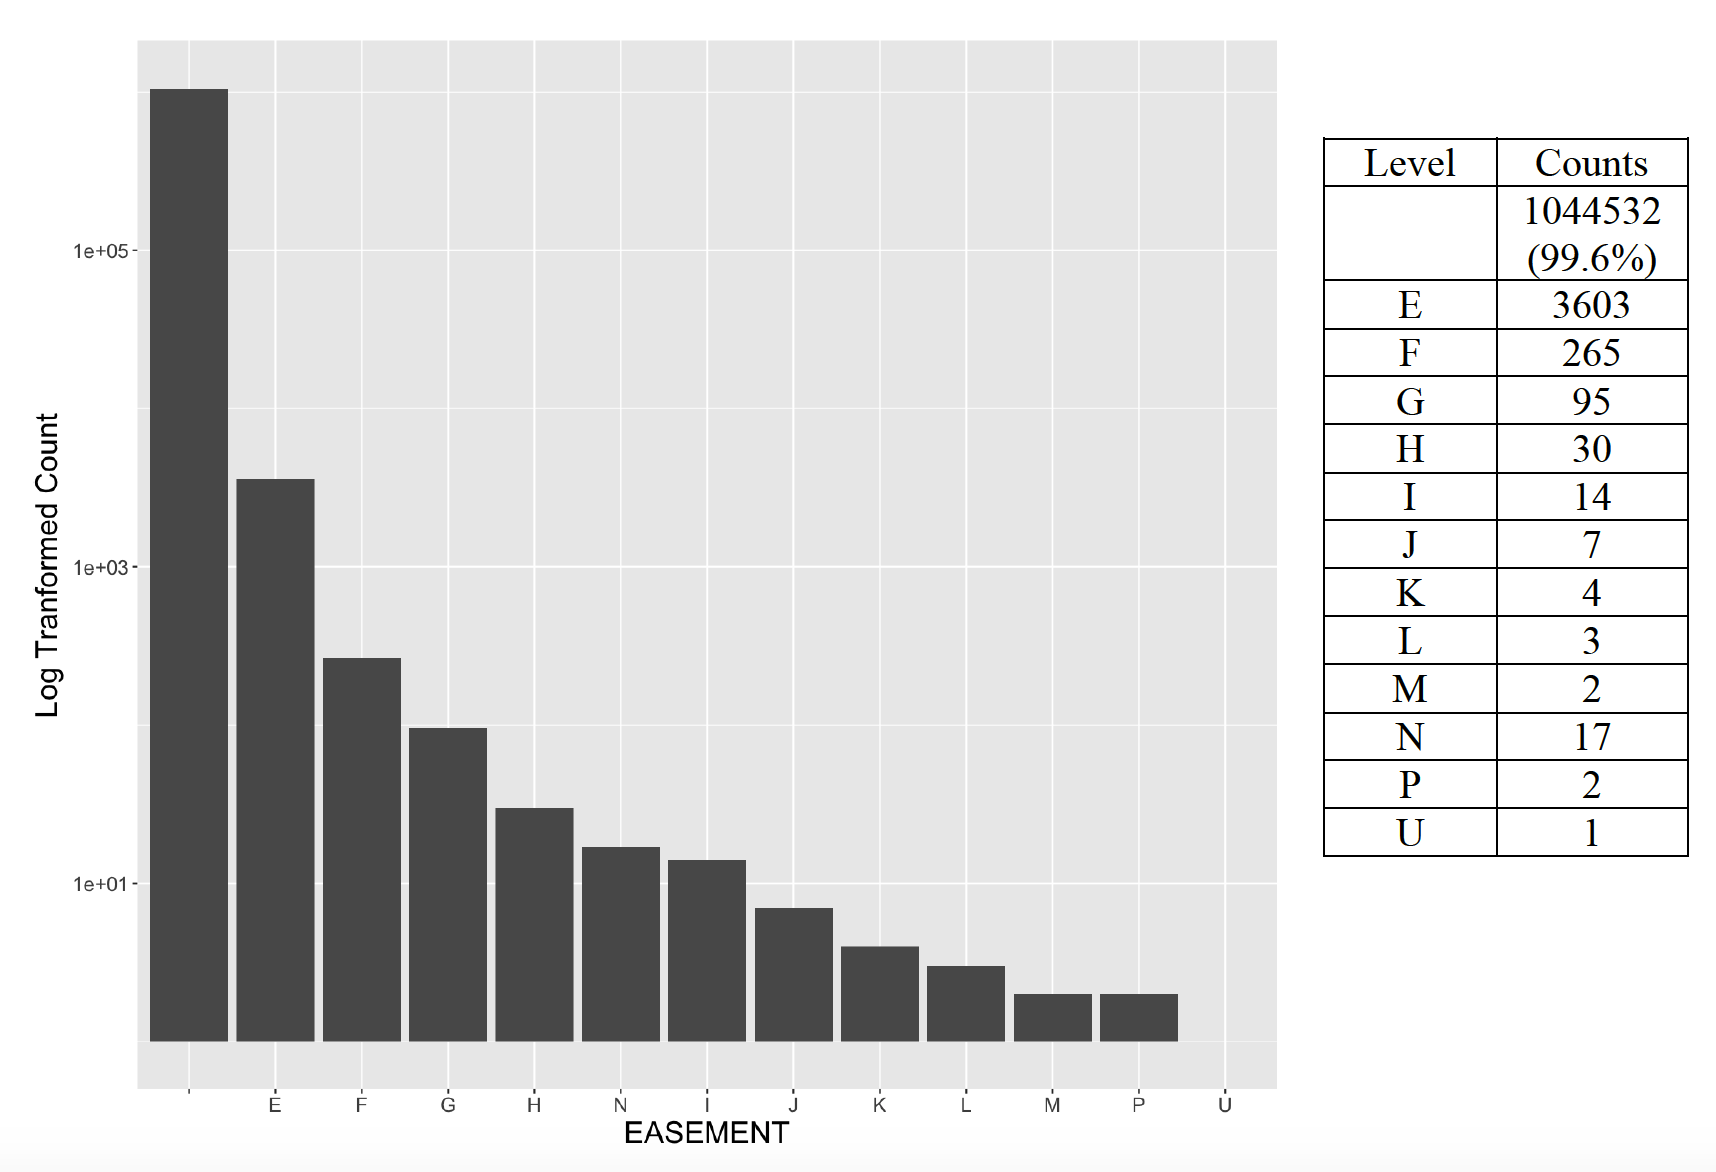 Log Tranformed Count
1e+05
1e+03
1e+01
E F G H N I J K L M P U
EASEMENT
Level Counts
1044532
(99.6%)
E 3603
F 265
G 95
H 30
I 14
J 7
K 4
L 3
M 2
N 17
P 2
U 1